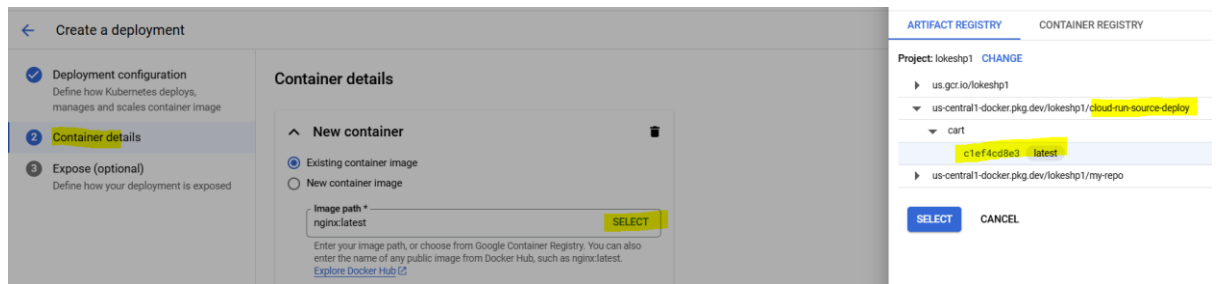 Create a deployment
Deployment configuration
Define how Kubernetes deploys,
manages and scales container image
2 Container details
3 Expose (optional)
Define how your deployment is exposed
Container details
New container
Existing container image
New container image
Image path *
nginx:latest
SELECT
Enter your image path, or choose from Google Container Registry. You can also
enter the name of any public image from Docker Hub, such as nginx:latest.
Explore Docker Hub
ARTIFACT REGISTRY CONTAINER REGISTRY
Project: lokeshp1 CHANGE
us.gcr.io/lokeshp1
us-central1-docker.pkg.dev/lokeshp1/cloud-run-source-deploy
cart
c1ef4cd8e3 latest
us-central1-docker.pkg.dev/lokeshp1/my-repo
SELECT CANCEL